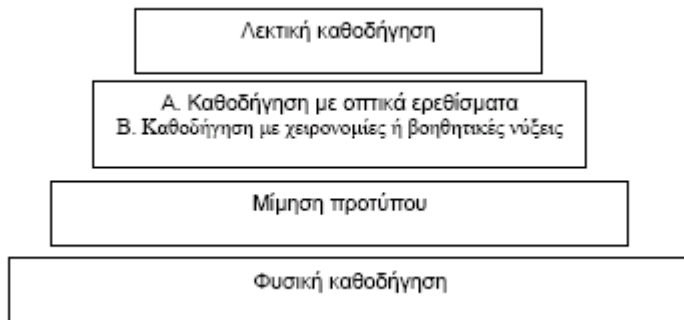 Λεκτική καθοδήγηση
Α. Καθοδήγηση με οπτικά ερεθίσματα
Β. Καθοδήγηση με χειρονομίες ή βοηθητικές νύξεις
Μίμηση προτύπου
Φυσική καθοδήγηση